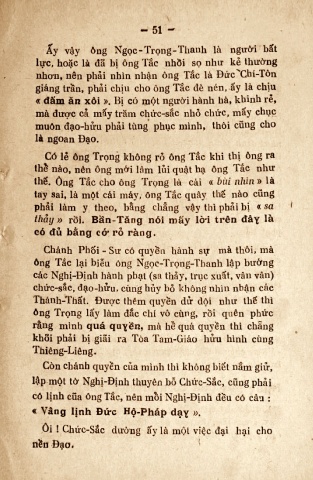 — 51 —
Ấy vậy ông Ngọc-Trọng-Thanh là người bất
lực, hoặc là đã bị ông Tắc nhồi sọ như kẻ thường
nhơn, nên phải nhìn nhận ông Tắc là Đức Chí-Tôn
giáng trần, phải chịu cho ông Tắc đè nén, ấy là chịu
« đấm ăn xôi ». Bị có một người hành hà, khinh rẻ,
mà được cả mấy trăm chức-sắc nhỏ chức, mấy chục
muôn đạo-hữu phải tùng phục mình, thôi cũng cho
là ngoan Đạo.
Có lẽ ông Trọng không rõ ông Tắc khi thị ông ra
thể nào, nên ông mới làm lủi quật hạ ông Tắc như
thế. Ông Tắc cho ông Trọng là cái « bùi nhìn » là
tay sai, là một cái máy, ông Tắc quây thế nào cũng
phải làm y theo, bằng chẳng vậy thì phải bị « sa
thảy » rồi. Bần-Tăng nói mấy lời trên đây là
có đủ bằng cớ rõ ràng.
Chánh Phối-Sư có quyền hành sự mà thôi, mà
ông Tắc lại biểu ông Ngọc-Trọng-Thanh lập bướng
các Nghị-Định hành phạt (sa thảy, trục xuất, vân vân)
chức-sắc, đạo-hữu, cùng hủy bỏ không nhìn nhận các
Thánh-Thất. Được thêm quyền dữ dội như thế thì
ông Trọng lấy làm đắc chí vô cùng, rồi quên phức
rằng mình quá quyền, mà hề quá quyền thì chẳng
khỏi phải bị giải ra Tòa Tam-Giáo hữu hình cùng
Thiêng-Liêng.
Còn chánh quyền của mình thì không biết nắm giữ,
lập một tờ Nghị-Định thuyên bổ Chức-Sắc, cũng phải
có lịnh của ông Tắc, nên mỗi Nghị-Định đều có câu :
« Vâng lịnh Đức Hộ-Pháp dạy ».
Ôi ! Chức-Sắc dường ấy là một việc đại hại cho
nền Đạo.